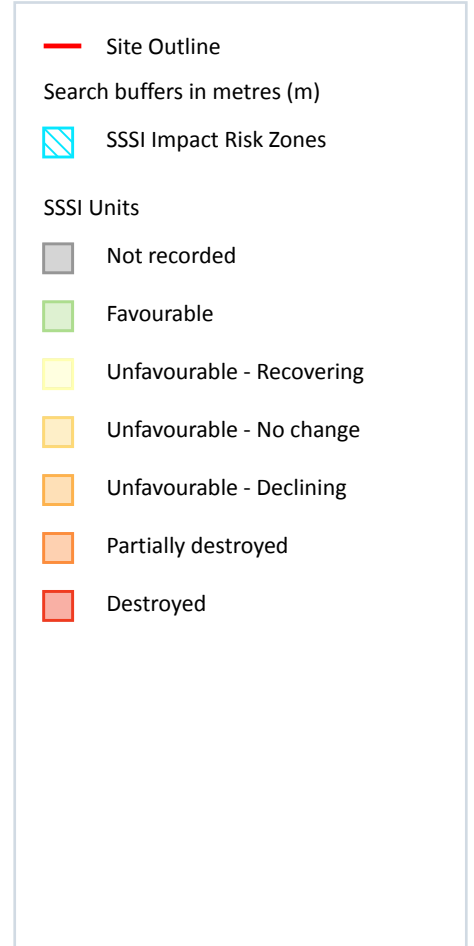 Site Outline
Search buffers in metres (m)
SSSI Impact Risk Zones
SSSI Units
Not recorded
Favourable
Unfavourable - Recovering
Unfavourable - No change
Unfavourable - Declining
Partially destroyed
Destroyed